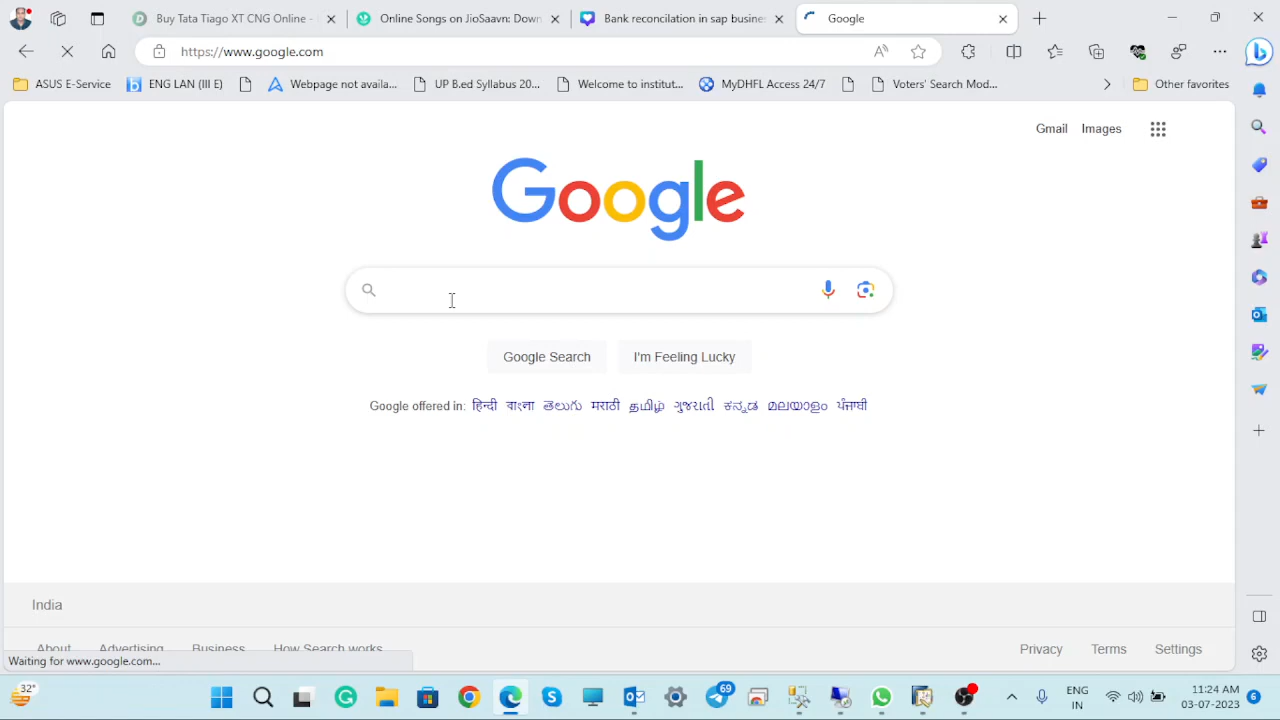 Buy Tata Tiago XT CNG Online -
Online Songs on JioSaavn: Down
Bank reconcilation in sap busine
Google
https://www.google.com
ASUS E-Service
ENG LAN (III E)
Webpage not availa...
UP B.ed Syllabus 20...
Welcome to institut...
MyDHFL Access 24/7
Voters' Search Mod...
Other favorites
Gmail Images
Google
Google Search
I'm Feeling Lucky
Google offered in: हिन्दी বাংলা తెలుగు मराठी தமிழ் ગુજરાતી ಕನ್ನಡ മലയാളം ਪੰਜਾਬੀ
India
About Advertising Business How Search works
Privacy Terms Settings
Waiting for www.google.com...
32°
69
ENG
IN
11:24 AM
03-07-2023
6